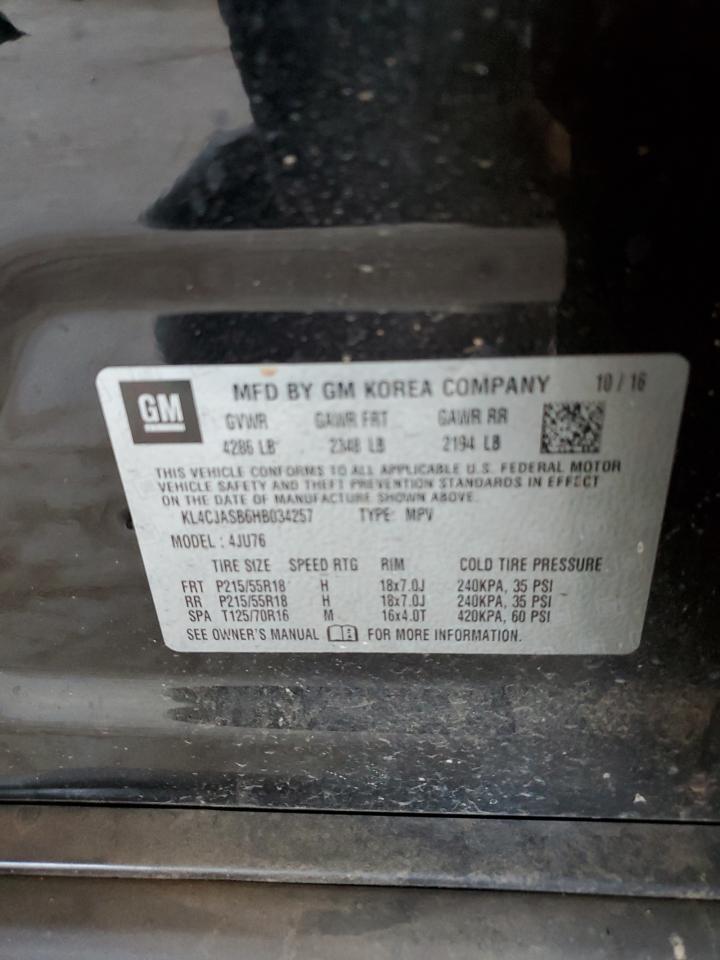 GM
MFD BY GM KOREA COMPANY 10 / 16
GVWR GAWR FRT GAWR RR
4286 LB 2348 LB 2194 LB
THIS VEHICLE CONFORMS TO ALL APPLICABLE U.S. FEDERAL MOTOR
VEHICLE SAFETY AND THEFT PREVENTION STANDARDS IN EFFECT
ON THE DATE OF MANUFACTURE SHOWN ABOVE.
KL4CJASB6HB034257 TYPE: MPV
MODEL : 4JU76
TIRE SIZE SPEED RTG RIM COLD TIRE PRESSURE
FRT P215/55R18 H 18x7.0J 240KPA, 35 PSI
RR P215/55R18 H 18x7.0J 240KPA, 35 PSI
SPA T125/70R16 M 16x4.0T 420KPA, 60 PSI
SEE OWNER'S MANUAL FOR MORE INFORMATION.